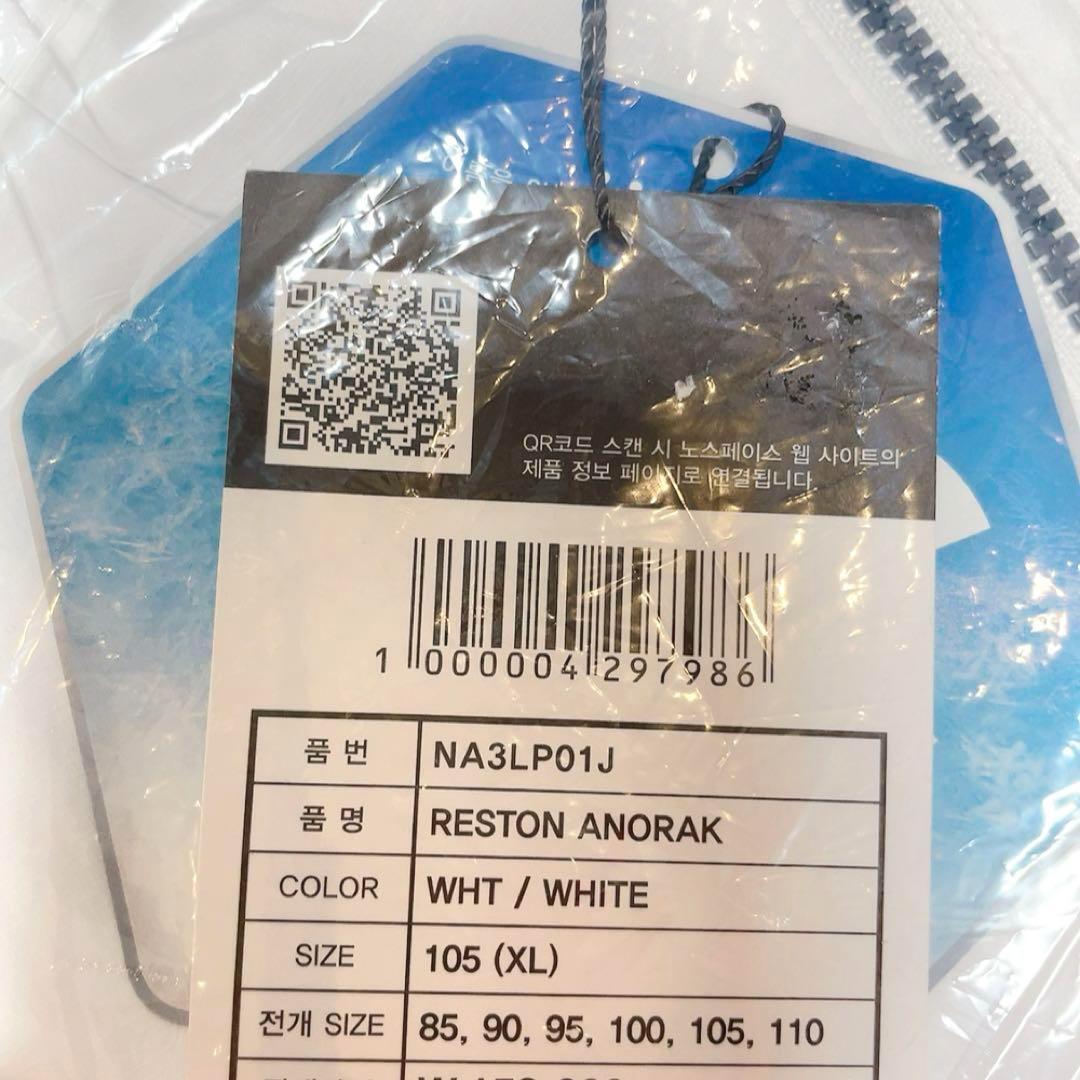 QR코드 스캔 시 노스페이스 웹 사이트의
제품 정보 페이지로 연결됩니다.
1 000004 297986
품 번 NA3LP01J
품 명 RESTON ANORAK
COLOR WHT / WHITE
SIZE 105 (XL)
전개 SIZE 85, 90, 95, 100, 105, 110